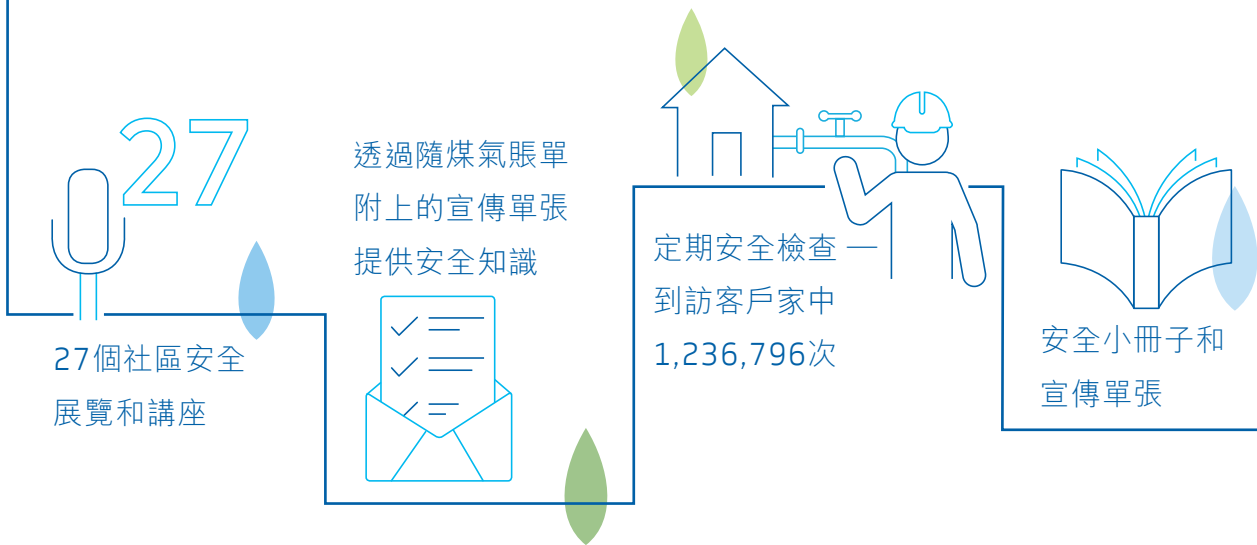 27
27個社區安全
展覽和講座
透過隨煤氣賬單
附上的宣傳單張
提供安全知識
定期安全檢查 —
到訪客戶家中
1,236,796次
安全小冊子和
宣傳單張